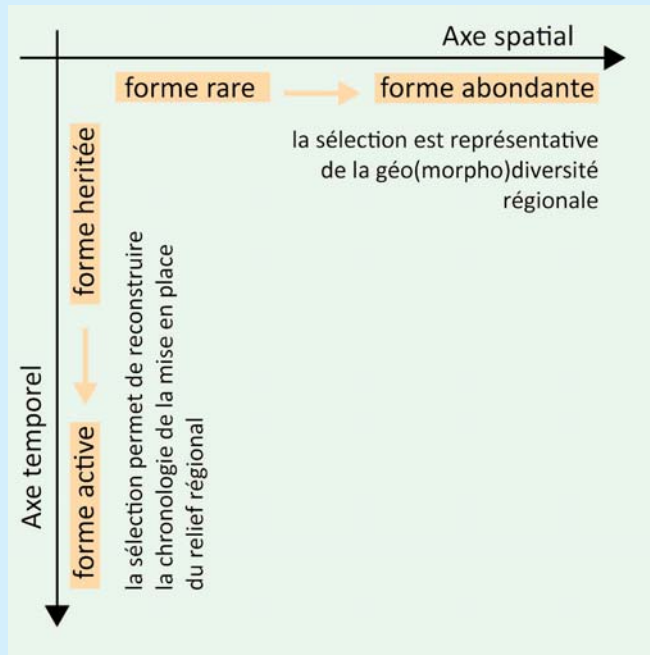 Axe spatial
forme rare
forme abondante
la sélection est représentative
de la géo(morpho)diversité
régionale
Axe temporel
forme heritée
forme active
la sélection permet de reconstruire
la chronologie de la mise en place
du relief régional